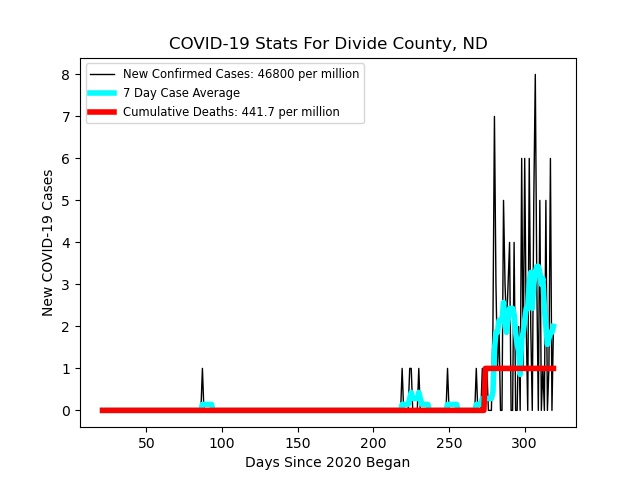 COVID-19 Stats For Divide County, ND
New Confirmed Cases: 46800 per million
7 Day Case Average
Cumulative Deaths: 441.7 per million
New COVID-19 Cases
8
7
6
5
4
3
2
1
0
50 100 150 200 250 300
Days Since 2020 Began